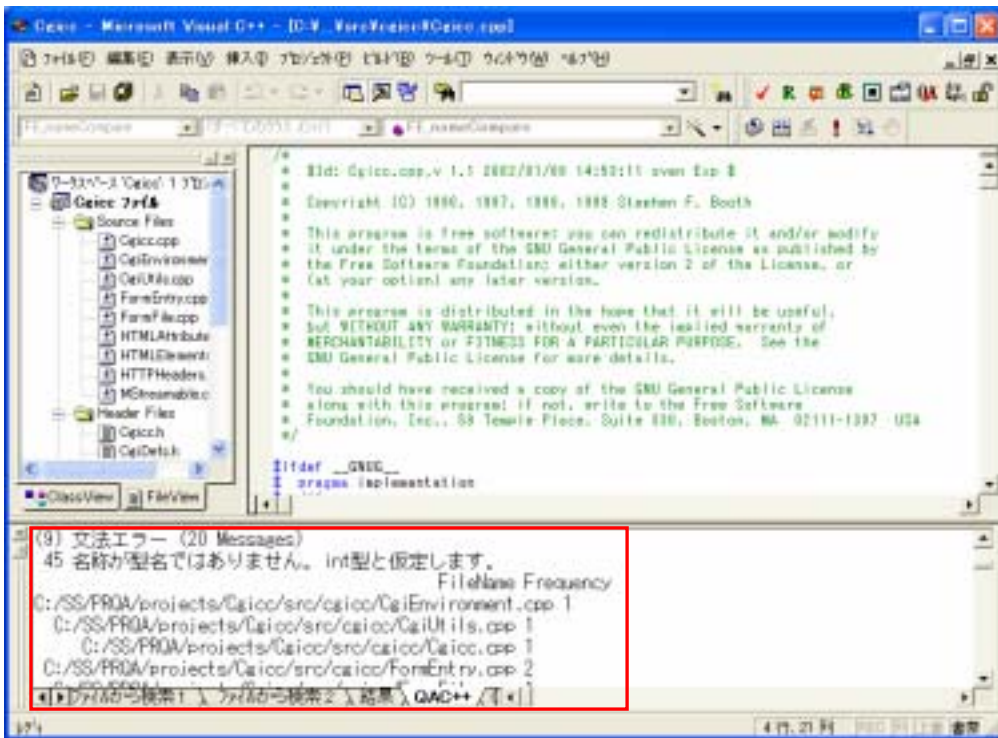 Cgicc - Microsoft Visual C++ - [C:¥...¥src¥cgicc¥Cgicc.cpp]
ファイル(F) 編集(E) 表示(V) 挿入(I) プロジェクト(P) ビルド(B) ツール(T) ウィンドウ(W) ヘルプ(H)
FE_nameCompare
ワークスペース 'Cgicc'
Cgicc ファイル
Source Files
Cgicc.cpp
CgiEnvironmen
CgiUtils.cpp
FormEntry.cpp
FormFile.cpp
HTMLAttribute
HTMLElement
HTTPHeaders.
MStreamable.c
Header Files
Cgicc.h
CgiDefs.h
ClassView
FileView
/*
* $Id: Cgicc.cpp,v 1.1 2002/01/09 sven Exp $
*
* Copyright (C) 1996, 1997, 1998, 1999 Stephen F. Booth
*
* This program is free software; you can redistribute it and/or modify
* it under the terms of the GNU General Public License as published by
* the Free Software Foundation; either version 2 of the License, or
* (at your option) any later version.
*
* This program is distributed in the hope that it will be useful,
* but WITHOUT ANY WARRANTY; without even the implied warranty of
* MERCHANTABILITY or FITNESS FOR A PARTICULAR PURPOSE. See the
* GNU General Public License for more details.
*
* You should have received a copy of the GNU General Public License
* along with this program; if not, write to the Free Software
* Foundation, Inc., 59 Temple Place, Suite 330, Boston, MA 02111-1307 USA
*/
#ifdef __GNUG__
# pragma implementation
(9) 文法エラー (20 Messages)
45 名称が型名ではありません。int型と仮定します。
FileName Frequency
C:/SS/PRQA/projects/Cgicc/src/cgicc/CgiEnvironment.cpp 1
C:/SS/PRQA/projects/Cgicc/src/cgicc/CgiUtils.cpp 1
C:/SS/PRQA/projects/Cgicc/src/cgicc/Cgicc.cpp 1
C:/SS/PRQA/projects/Cgicc/src/cgicc/FormEntry.cpp 2
ファイルから検索 1 ファイルから検索 2 結果 QAC++
ﾚﾃﾞｨ
4 行, 21 列